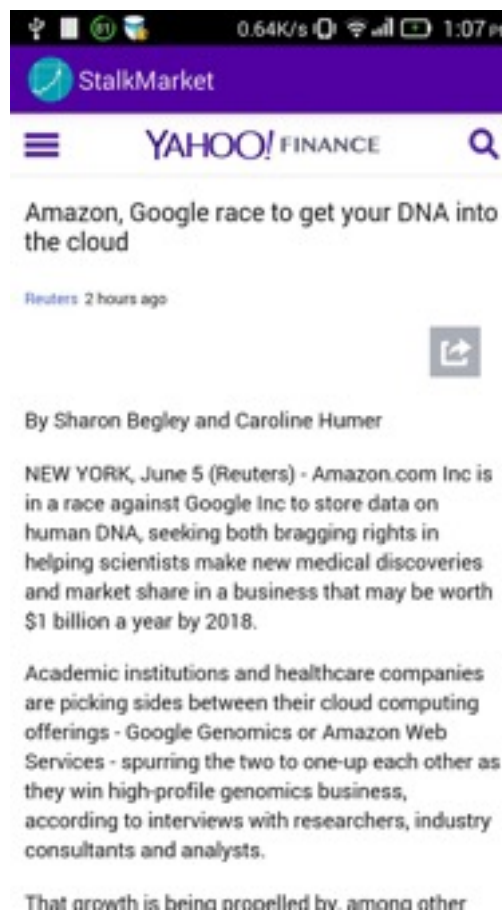 81
0.64K/s 1:07 PM
StalkMarket
YAHOO! FINANCE
Amazon, Google race to get your DNA into
the cloud
Reuters 2 hours ago
By Sharon Begley and Caroline Humer
NEW YORK, June 5 (Reuters) - Amazon.com Inc is
in a race against Google Inc to store data on
human DNA, seeking both bragging rights in
helping scientists make new medical discoveries
and market share in a business that may be worth
$1 billion a year by 2018.
Academic institutions and healthcare companies
are picking sides between their cloud computing
offerings - Google Genomics or Amazon Web
Services - spurring the two to one-up each other as
they win high-profile genomics business,
according to interviews with researchers, industry
consultants and analysts.
That growth is being propelled by, among other